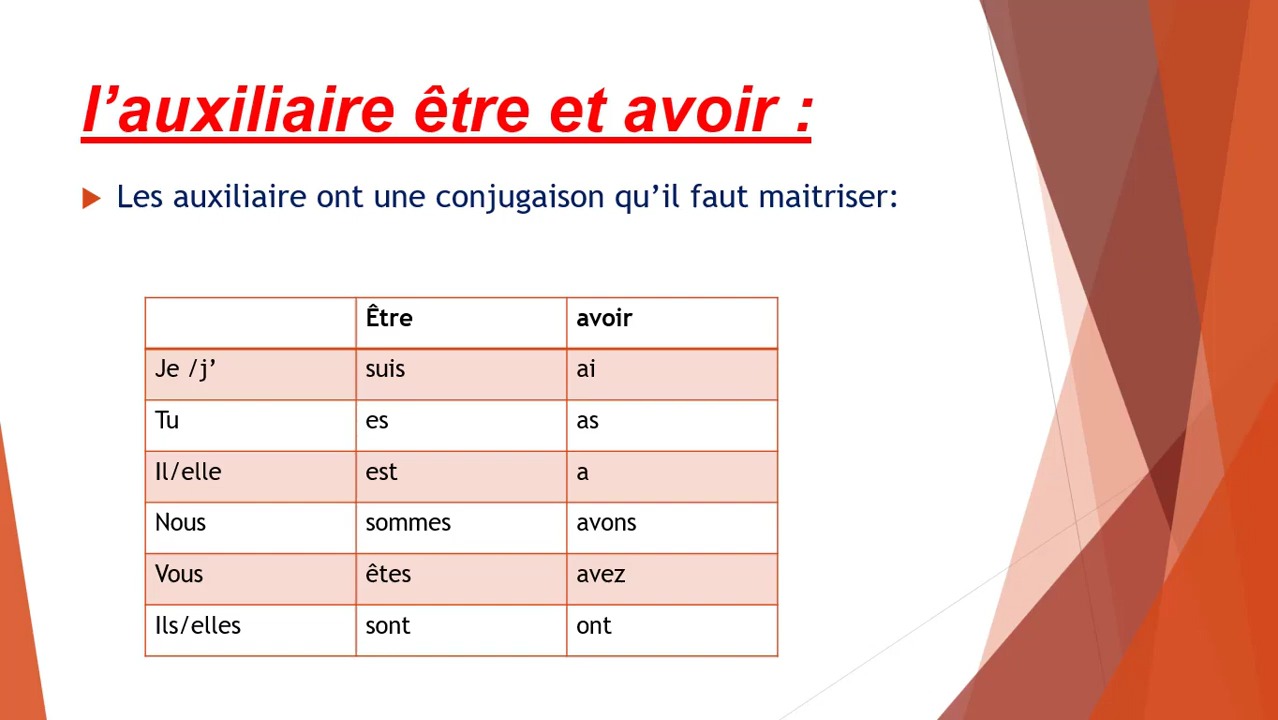 l’auxiliaire être et avoir :
Les auxiliaire ont une conjugaison qu’il faut maitriser:
Être avoir
Je /j’ suis ai
Tu es as
Il/elle est a
Nous sommes avons
Vous êtes avez
Ils/elles sont ont